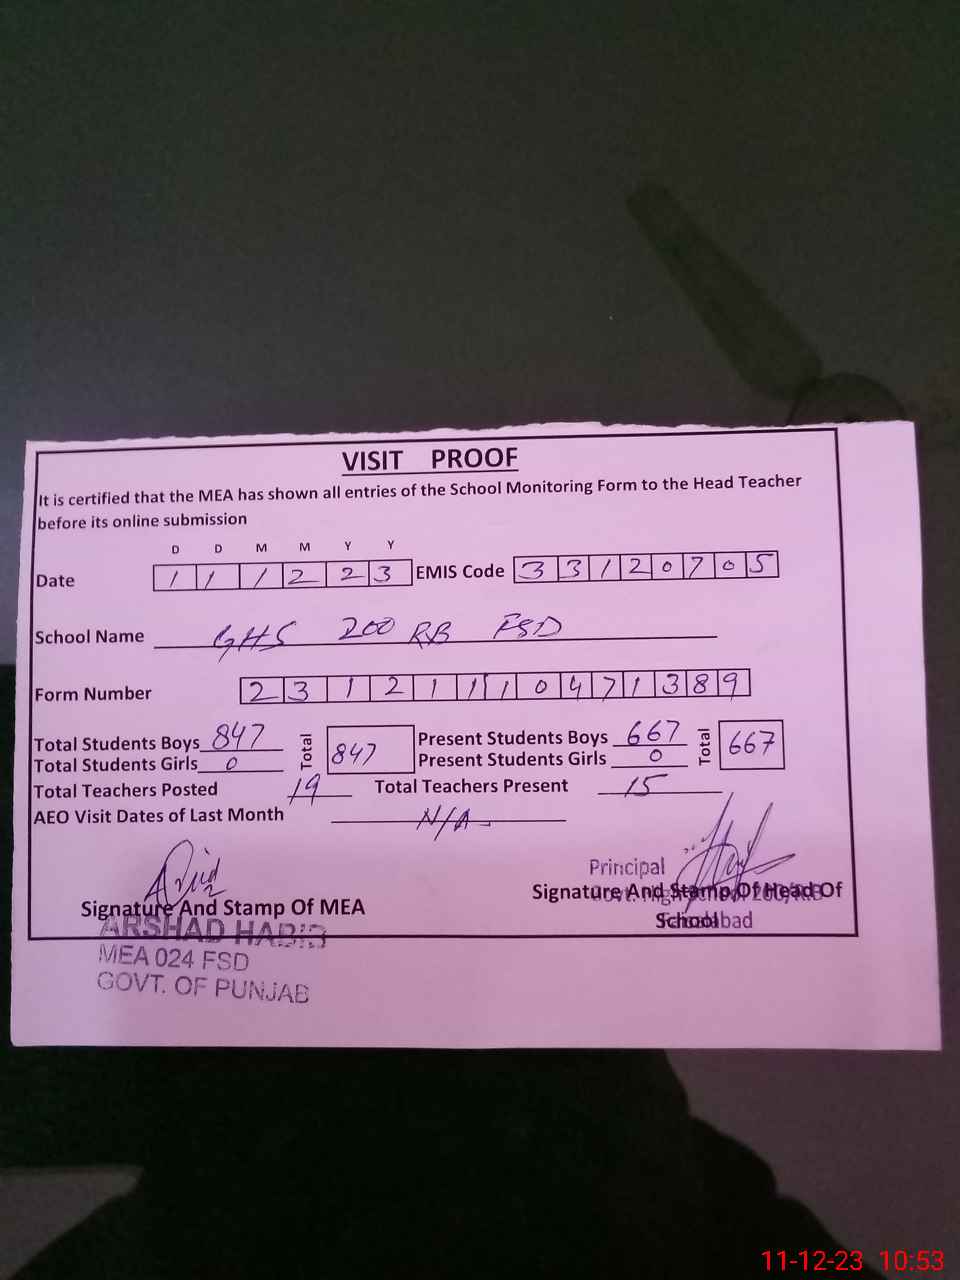 VISIT PROOF
It is certified that the MEA has shown all entries of the School Monitoring Form to the Head Teacher
before its online submission
D D M M Y Y
Date 1 1 1 2 2 3 EMIS Code 3 3 1 2 0 7 0 5
School Name GHS 200 RB FSD
Form Number 2 3 1 2 1 1 1 0 4 7 1 3 8 9
Total Students Boys 847 Total 847 Present Students Boys 667 Total 667
Total Students Girls 0 Present Students Girls 0
Total Teachers Posted 19 Total Teachers Present 15
AEO Visit Dates of Last Month N/A
Principal
Signature And Stamp Of MEA Signature And Stamp Of Head Of
School
ARSHAD HABIB
MEA 024 FSD
GOVT. OF PUNJAB
11-12-23 10:53